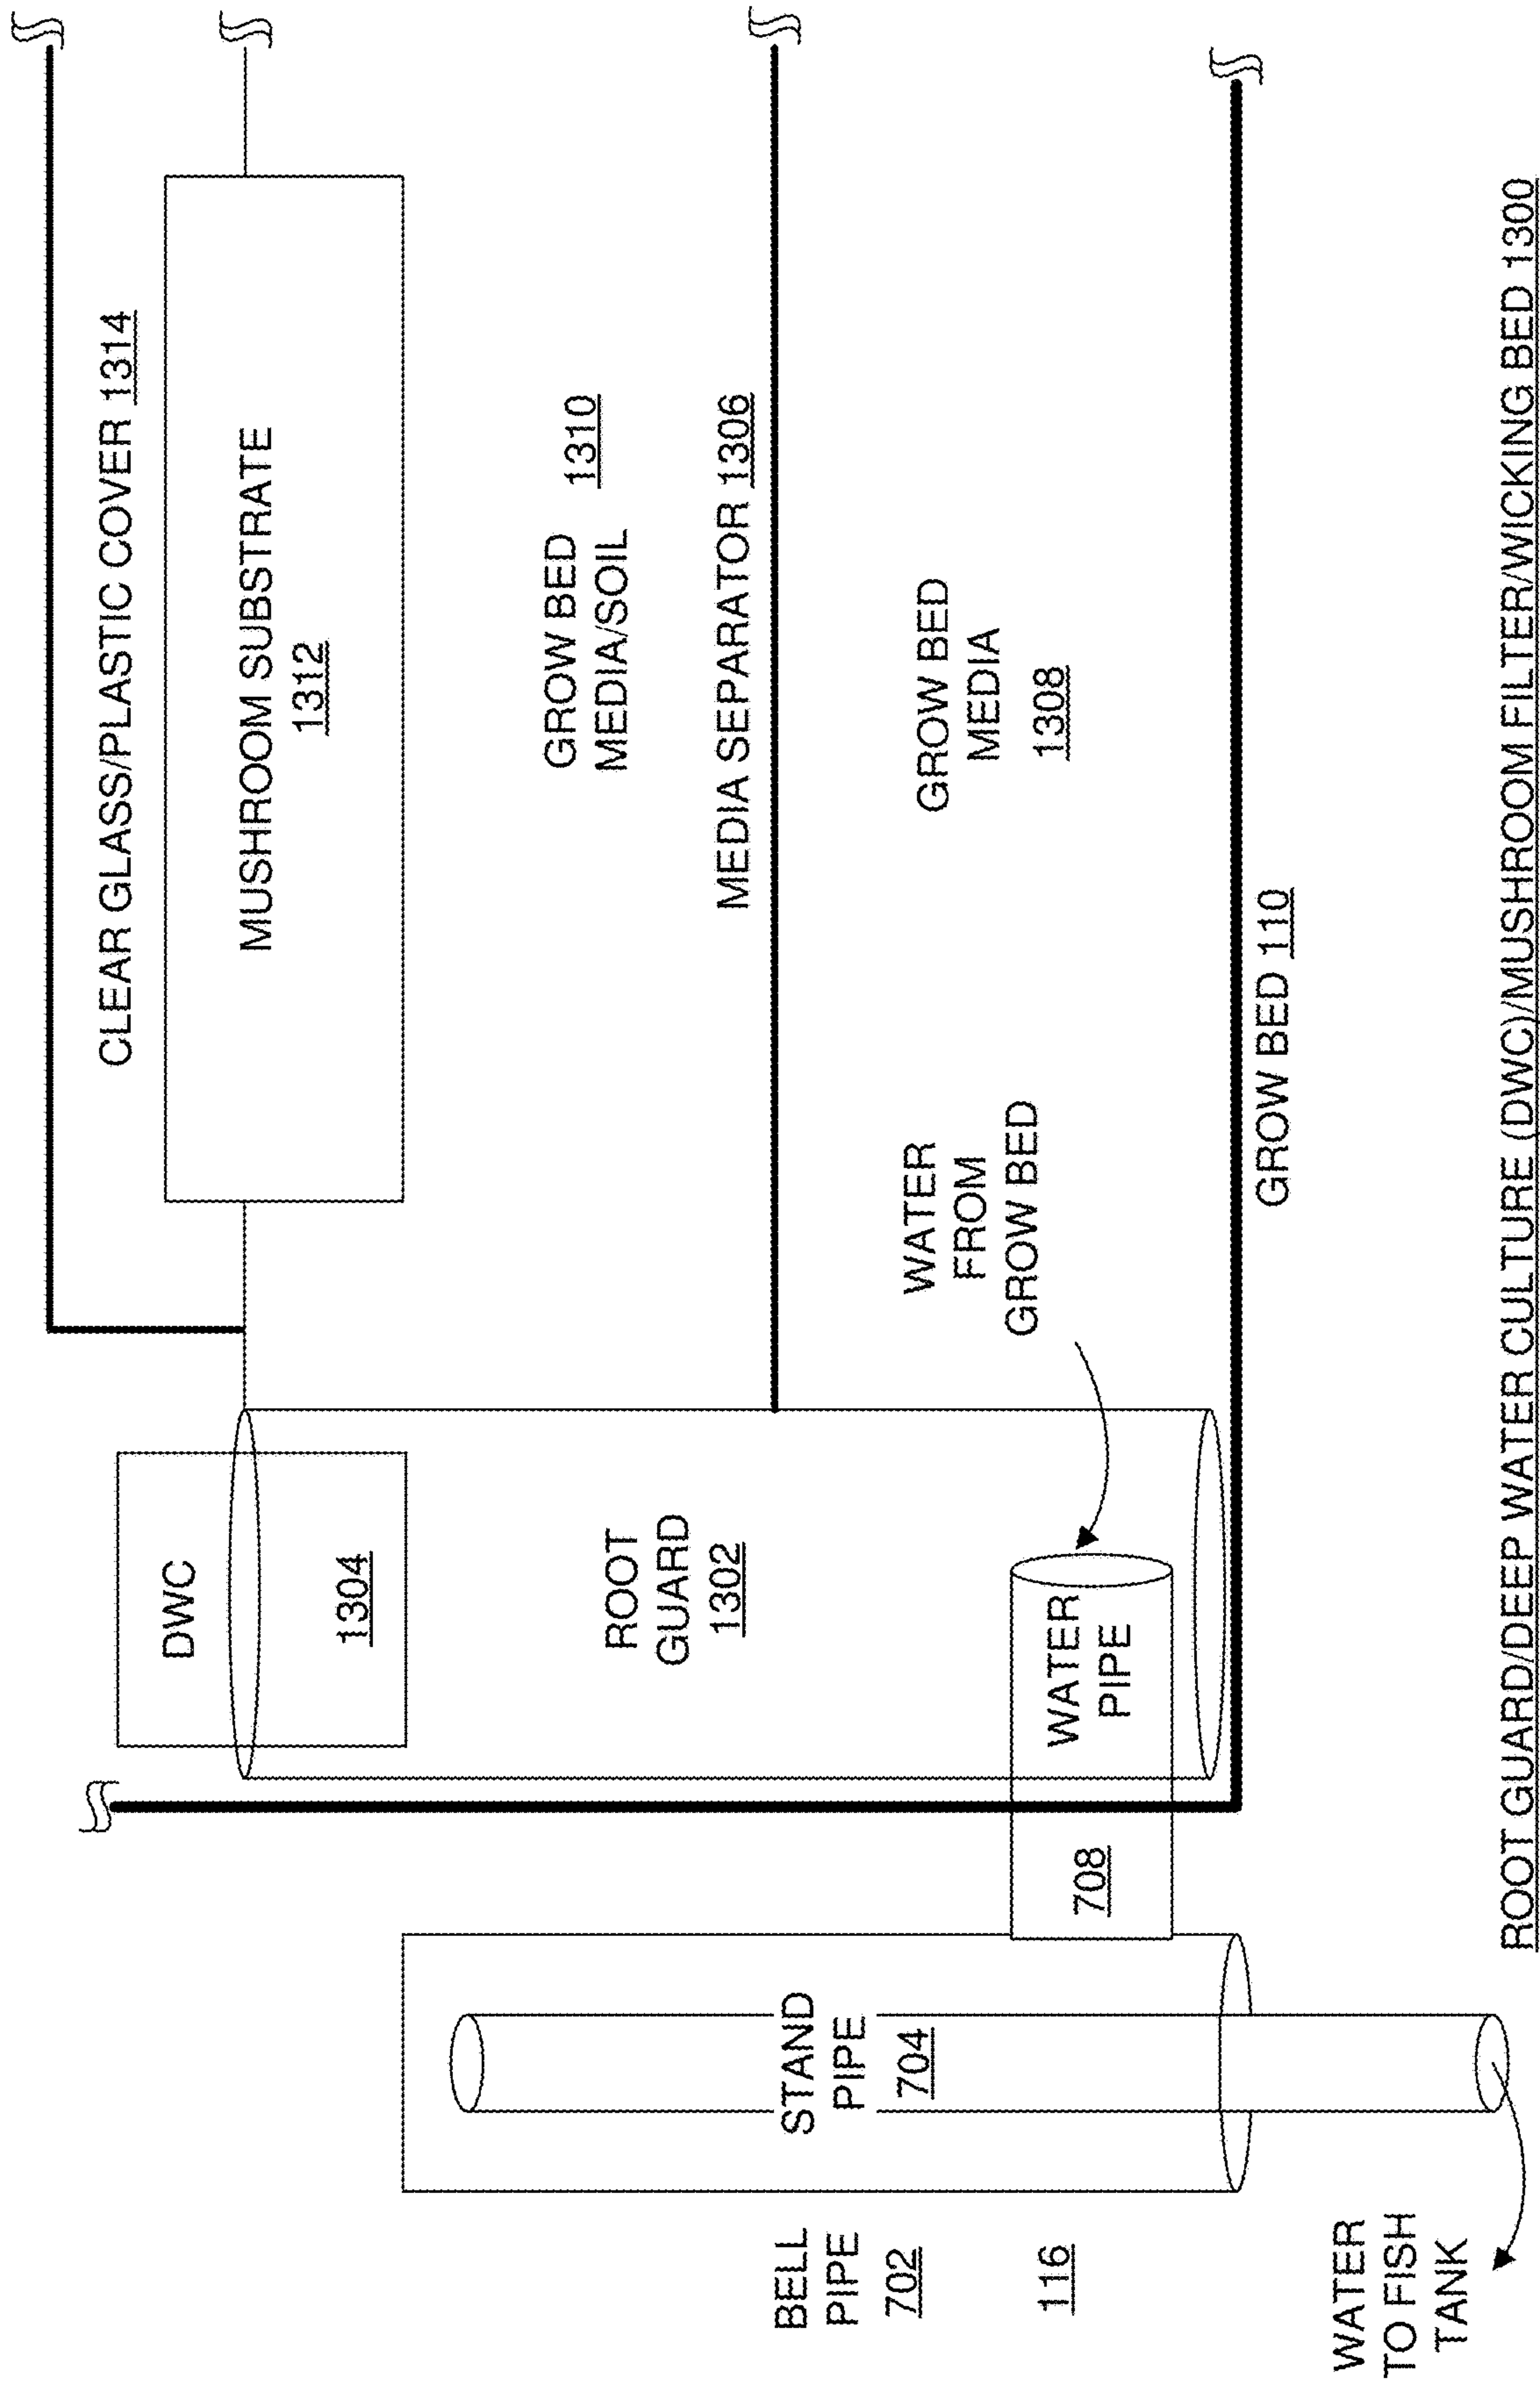 CLEAR GLASS/PLASTIC COVER 1314
DWC
1304
MUSHROOM SUBSTRATE
1312
GROW BED
MEDIA/SOIL
1310
ROOT
GUARD
1302
MEDIA SEPARATOR 1306
BELL
PIPE
702
116
STAND
PIPE
704
WATER
FROM
GROW BED
GROW BED
MEDIA
1308
708
WATER
PIPE
GROW BED 110
WATER
TO FISH
TANK
ROOT GUARD/DEEP WATER CULTURE (DWC)/MUSHROOM FILTER/WICKING BED 1300